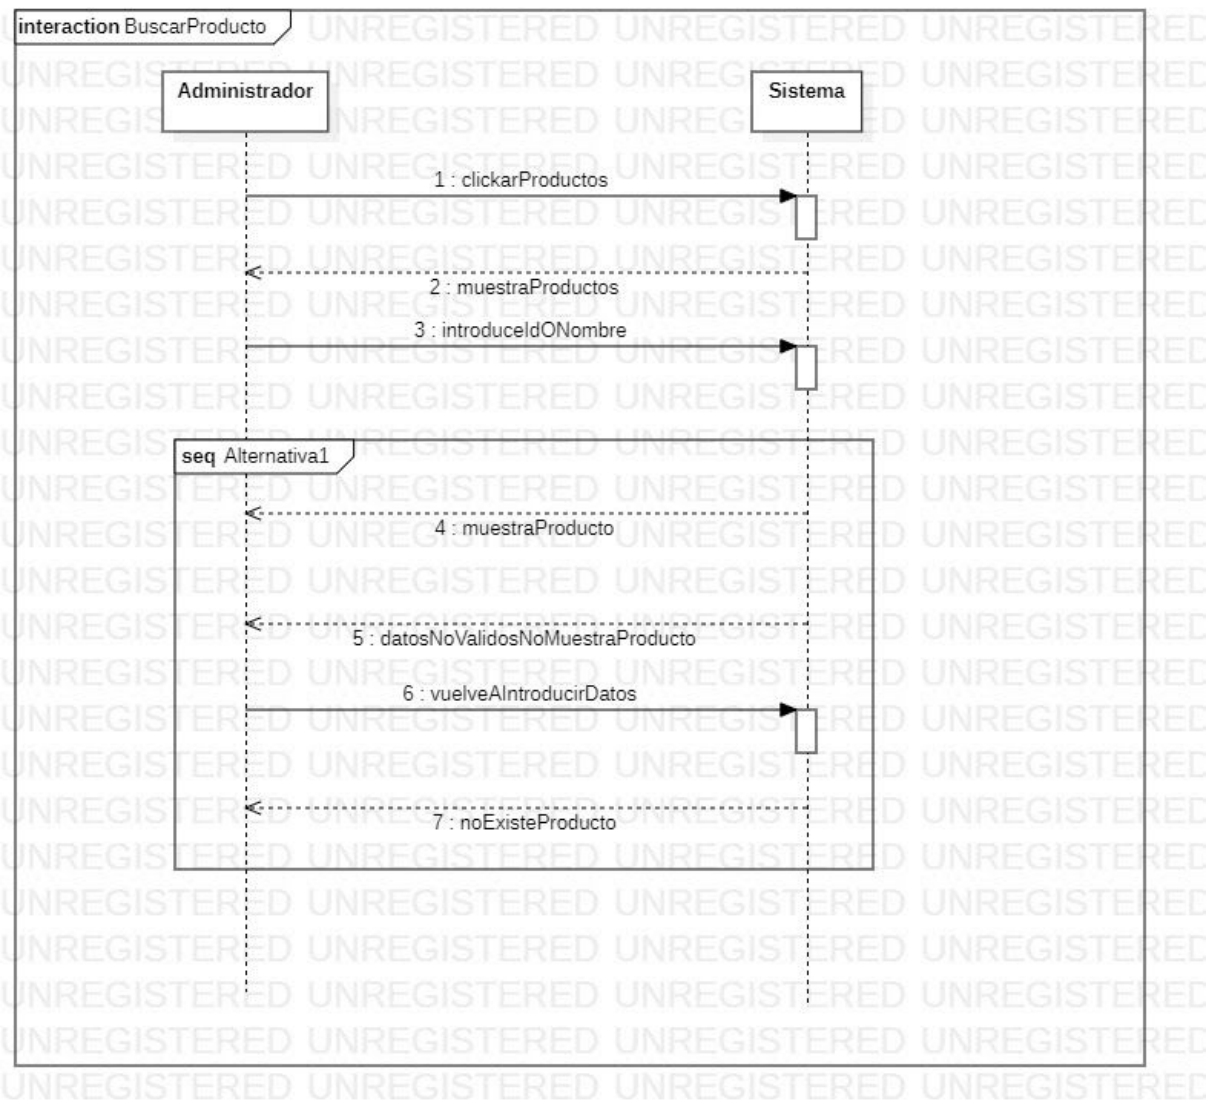 interaction BuscarProducto
Administrador
Sistema
1 : clickarProductos
2 : muestraProductos
3 : introduceIdONombre
seq Alternativa1
4 : muestraProducto
5 : datosNoValidosNoMuestraProducto
6 : vuelveAIntroducirDatos
7 : noExisteProducto
UNREGISTERED UNREGISTERED UNREGISTERED UNREGISTERED